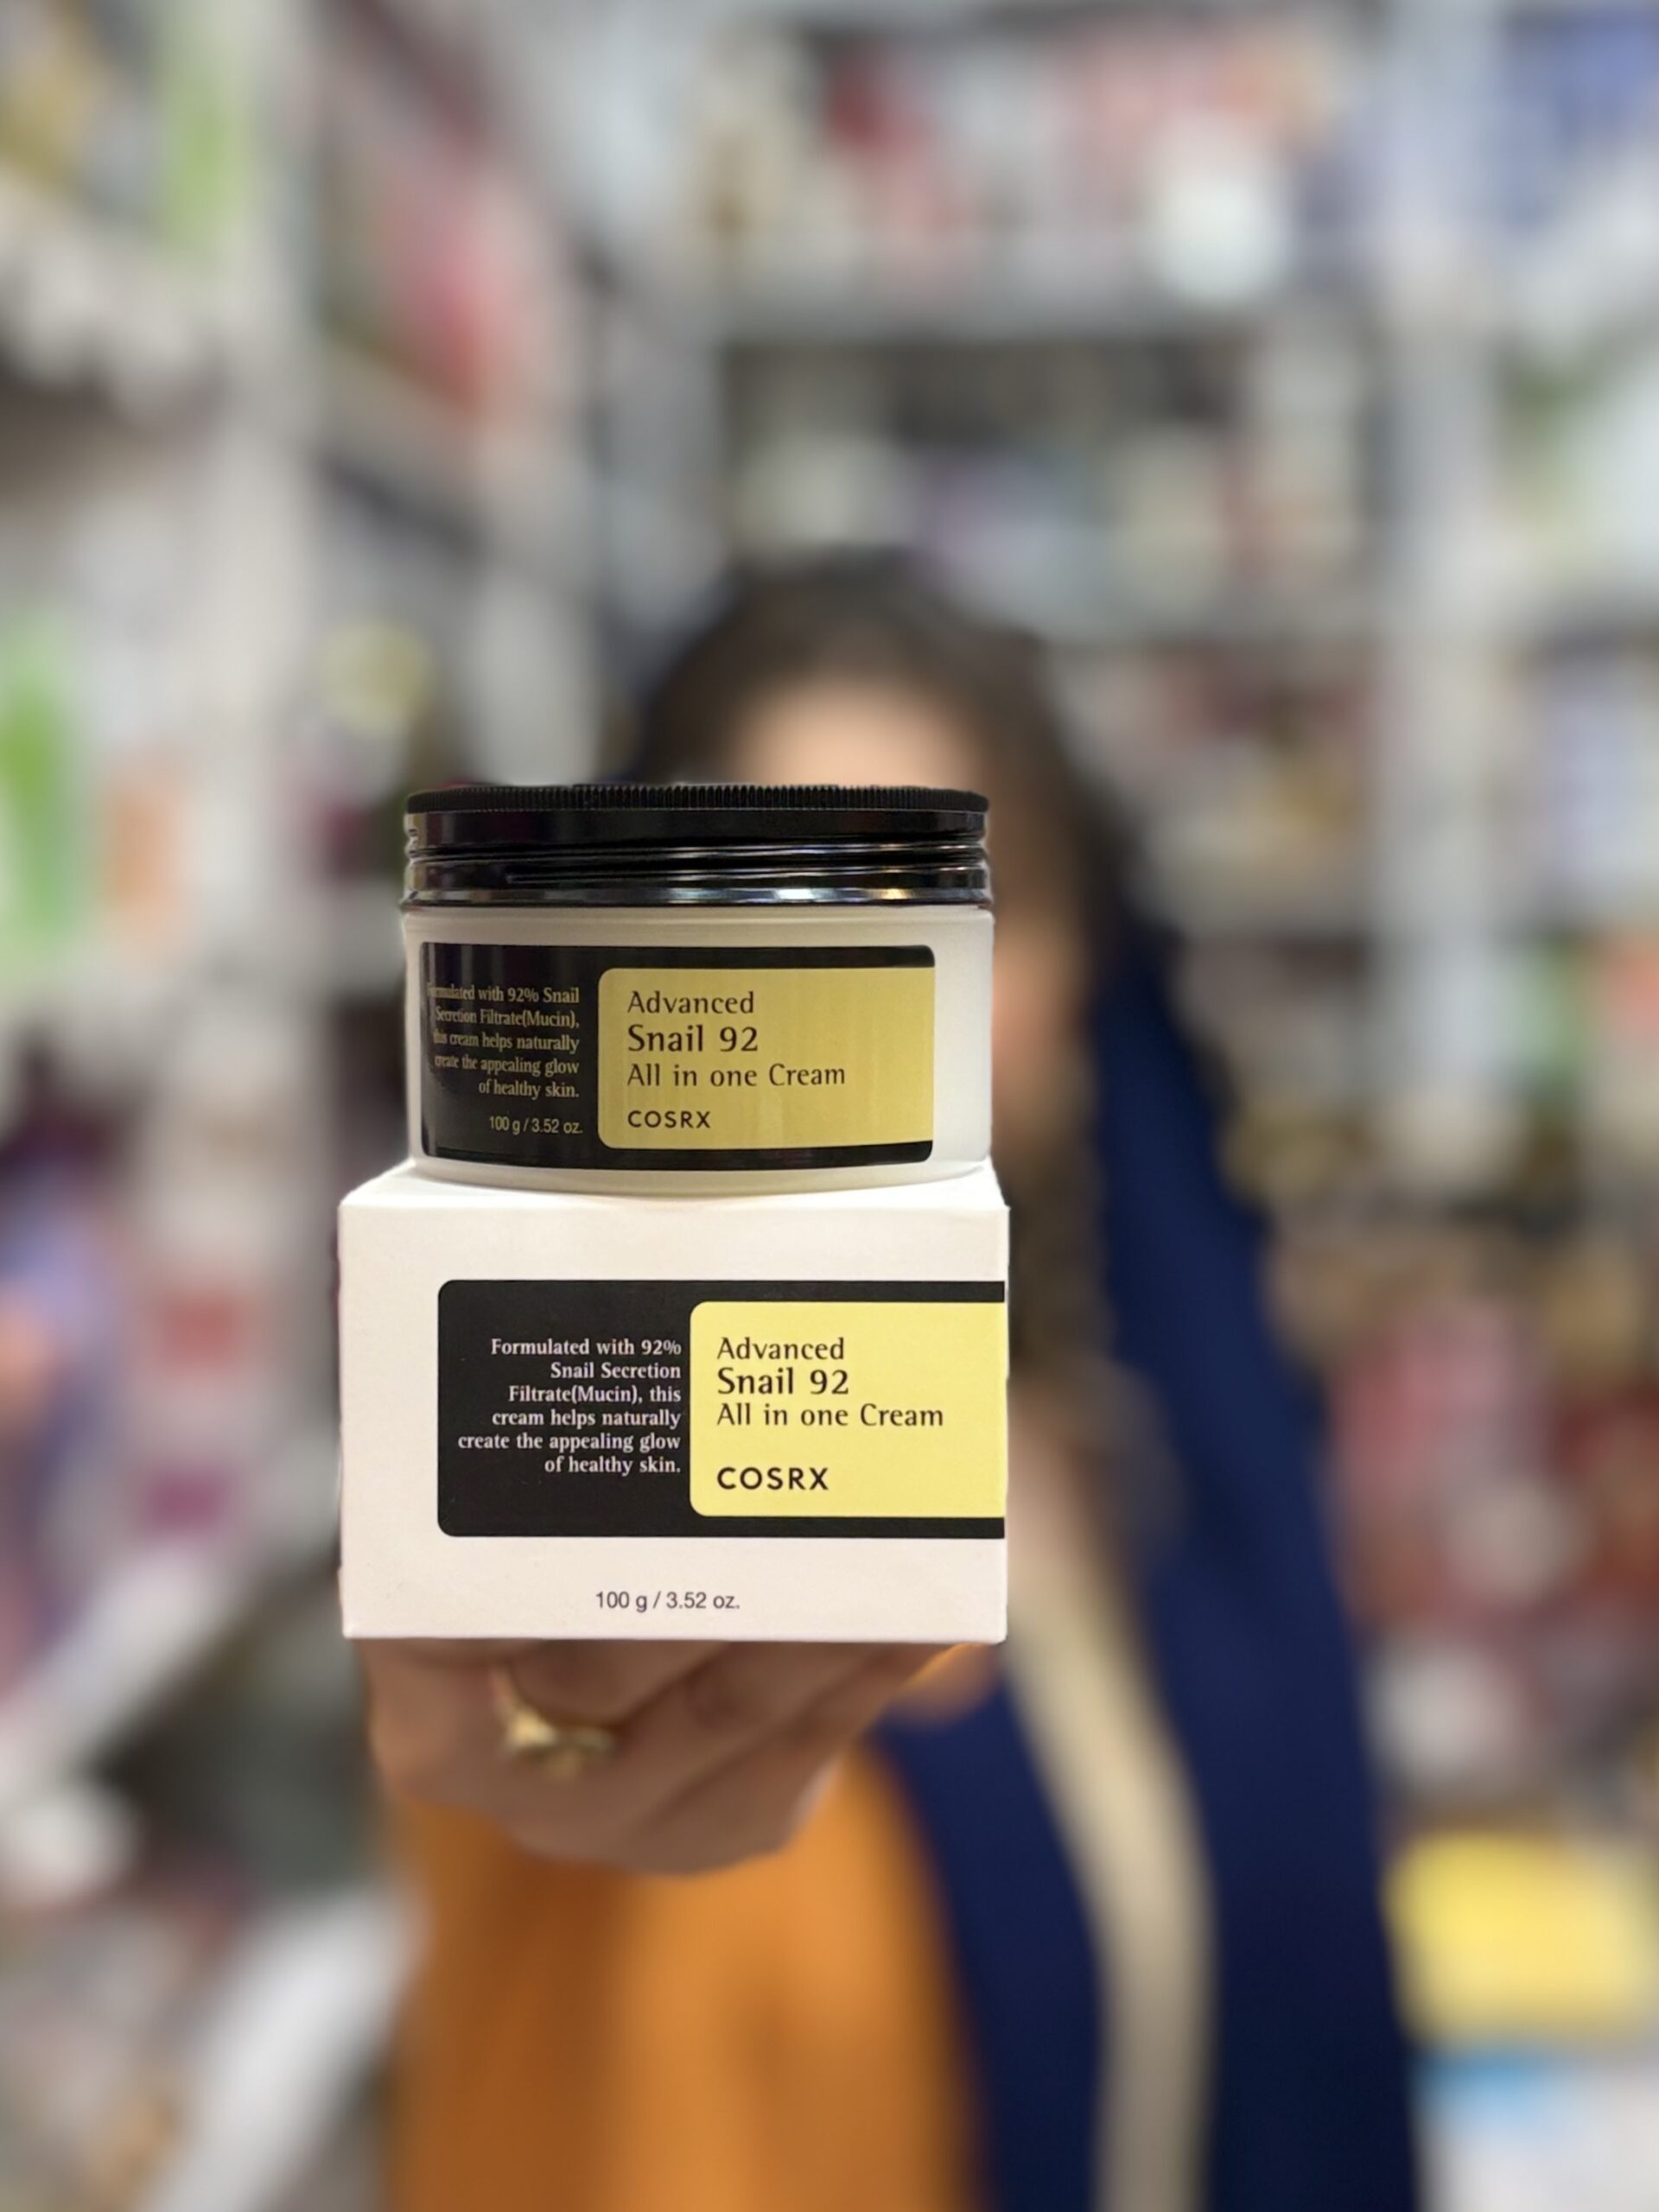 Formulated with 92% Snail
Secretion Filtrate(Mucin),
this cream helps naturally
create the appealing glow
of healthy skin.
100 g / 3.52 oz.
Advanced
Snail 92
All in one Cream
COSRX
Formulated with 92%
Snail Secretion
Filtrate(Mucin), this
cream helps naturally
create the appealing glow
of healthy skin.
Advanced
Snail 92
All in one Cream
COSRX
100 g / 3.52 oz.